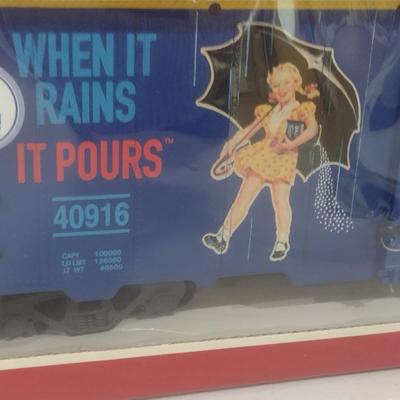 WHEN IT
RAINS
IT POURS™
40916
CAPY 100000
LD LMT 126000
LT WT 46600